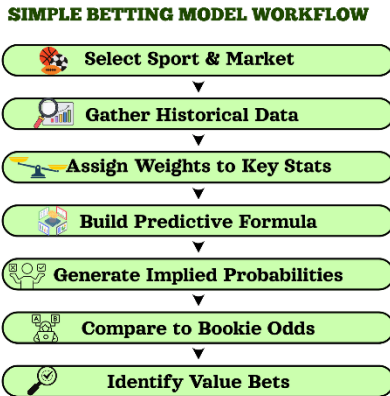 SIMPLE BETTING MODEL WORKFLOW
Select Sport & Market
Gather Historical Data
Assign Weights to Key Stats
Build Predictive Formula
Generate Implied Probabilities
A B
Compare to Bookie Odds
Identify Value Bets